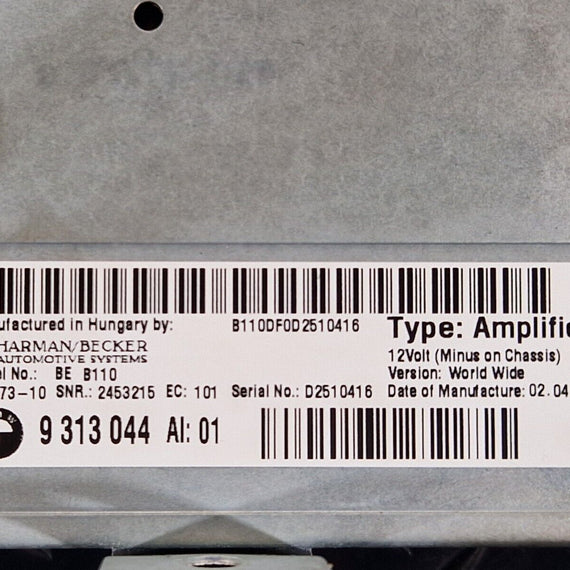 ufactured in Hungary by: B110DF0D2510416 Type: Amplifie
HARMAN/BECKER
AUTOMOTIVE SYSTEMS 12Volt (Minus on Chassis)
el No.: BE B110 Version: World Wide
73-10 SNR.: 2453215 EC: 101 Serial No.: D2510416 Date of Manufacture: 02.04
9 313 044 AI: 01